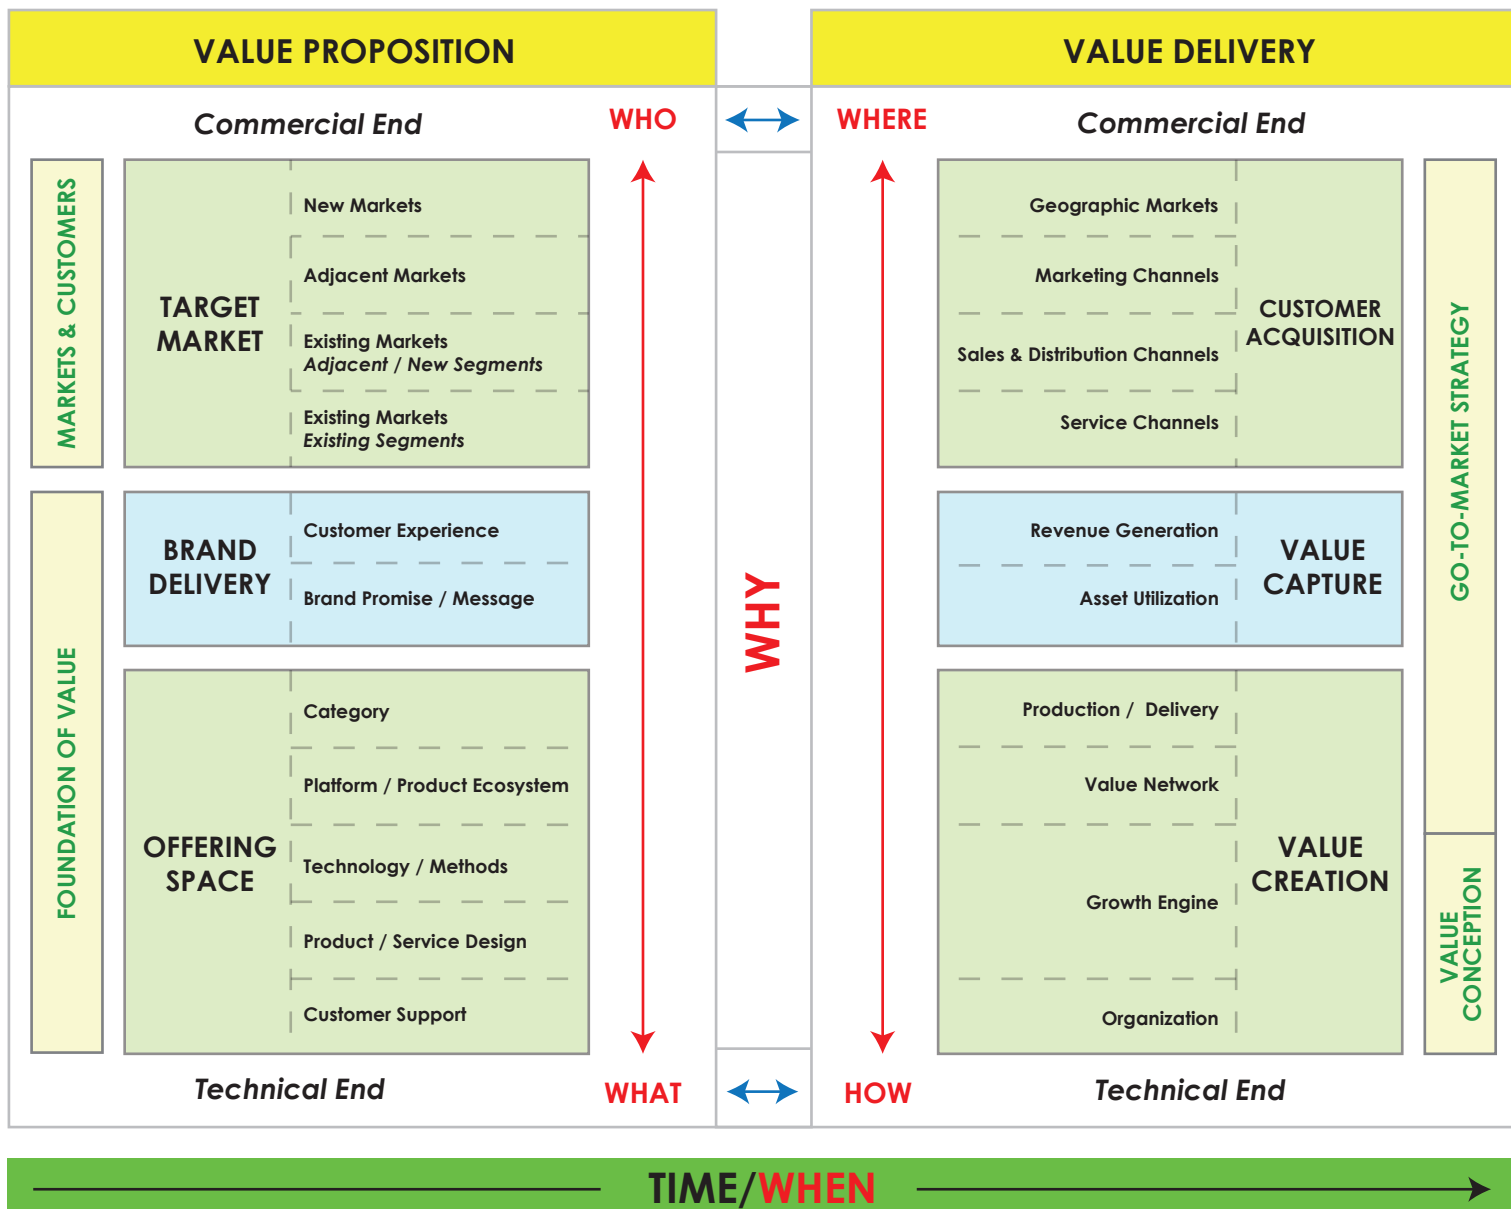 VALUE PROPOSITION
Commercial End
WHO
MARKETS & CUSTOMERS
TARGET
MARKET
New Markets
Adjacent Markets
Existing Markets
Adjacent / New Segments
Existing Markets
Existing Segments
FOUNDATION OF VALUE
BRAND
DELIVERY
Customer Experience
Brand Promise / Message
OFFERING
SPACE
Category
Platform / Product Ecosystem
Technology / Methods
Product / Service Design
Customer Support
Technical End
WHAT
WHY
VALUE DELIVERY
WHERE
Commercial End
Geographic Markets
Marketing Channels
Sales & Distribution Channels
Service Channels
CUSTOMER
ACQUISITION
Revenue Generation
Asset Utilization
VALUE
CAPTURE
GO-TO-MARKET STRATEGY
Production / Delivery
Value Network
Growth Engine
Organization
VALUE
CREATION
VALUE
CONCEPTION
HOW
Technical End
TIME/WHEN